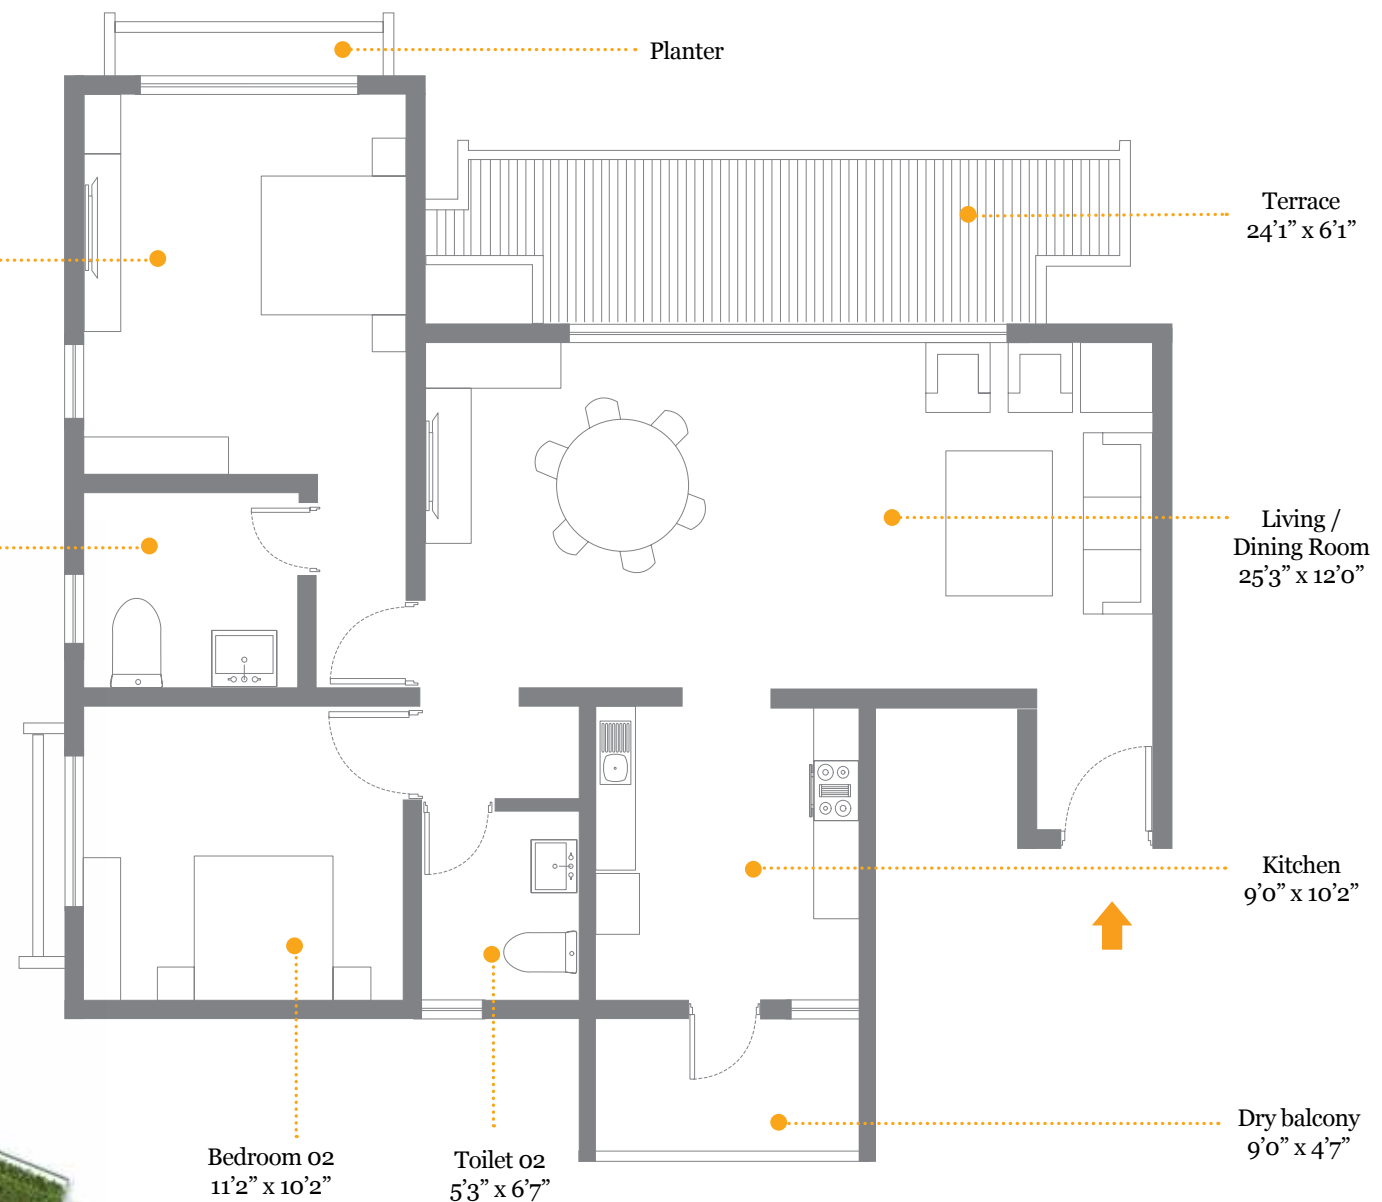 Planter
Terrace
24’1” x 6’1”
Living /
Dining Room
25’3” x 12’0”
Kitchen
9’0” x 10’2”
Dry balcony
9’0” x 4’7”
Bedroom 02
11’2” x 10’2”
Toilet 02
5’3” x 6’7”